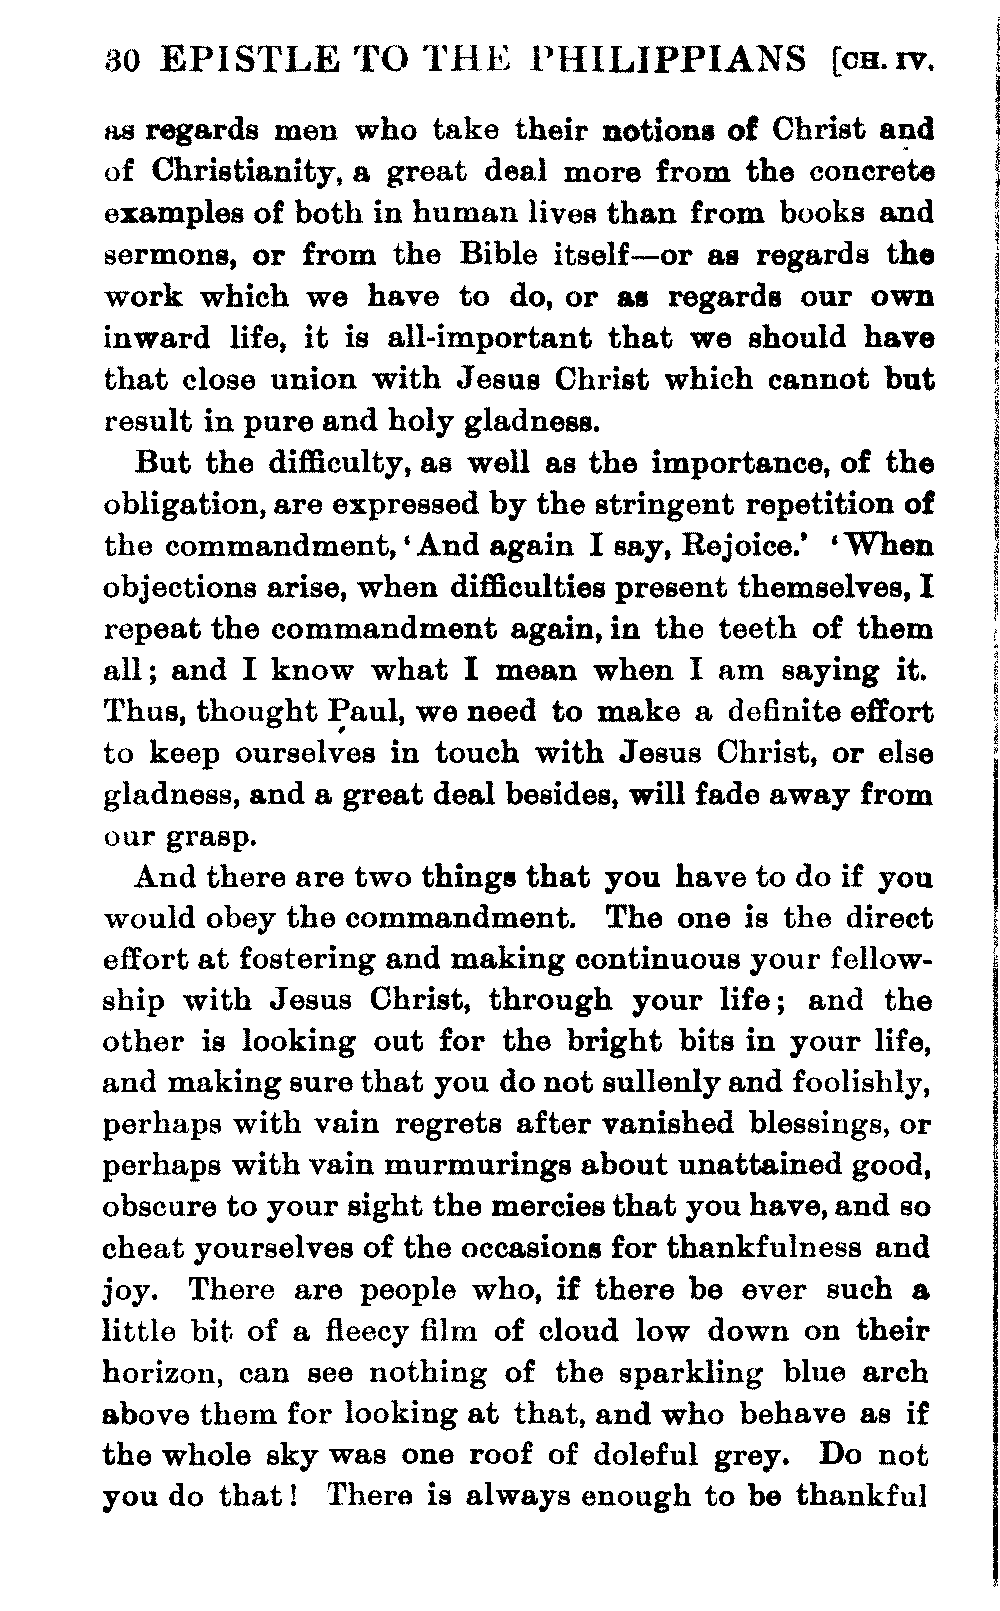 30 EPISTLE TO THE PHILIPPIANS [CH. IV.
as regards men who take their notions of Christ and
of Christianity, a great deal more from the concrete
examples of both in human lives than from books and
sermons, or from the Bible itself—or as regards the
work which we have to do, or as regards our own
inward life, it is all-important that we should have
that close union with Jesus Christ which cannot but
result in pure and holy gladness.
But the difficulty, as well as the importance, of the
obligation, are expressed by the stringent repetition of
the commandment, ‘And again I say, Rejoice.’ ‘When
objections arise, when difficulties present themselves, I
repeat the commandment again, in the teeth of them
all; and I know what I mean when I am saying it.
Thus, thought Paul, we need to make a definite effort
to keep ourselves in touch with Jesus Christ, or else
gladness, and a great deal besides, will fade away from
our grasp.
And there are two things that you have to do if you
would obey the commandment. The one is the direct
effort at fostering and making continuous your fellow-
ship with Jesus Christ, through your life; and the
other is looking out for the bright bits in your life,
and making sure that you do not sullenly and foolishly,
perhaps with vain regrets after vanished blessings, or
perhaps with vain murmurings about unattained good,
obscure to your sight the mercies that you have, and so
cheat yourselves of the occasions for thankfulness and
joy. There are people who, if there be ever such a
little bit of a fleecy film of cloud low down on their
horizon, can see nothing of the sparkling blue arch
above them for looking at that, and who behave as if
the whole sky was one roof of doleful grey. Do not
you do that! There is always enough to be thankful